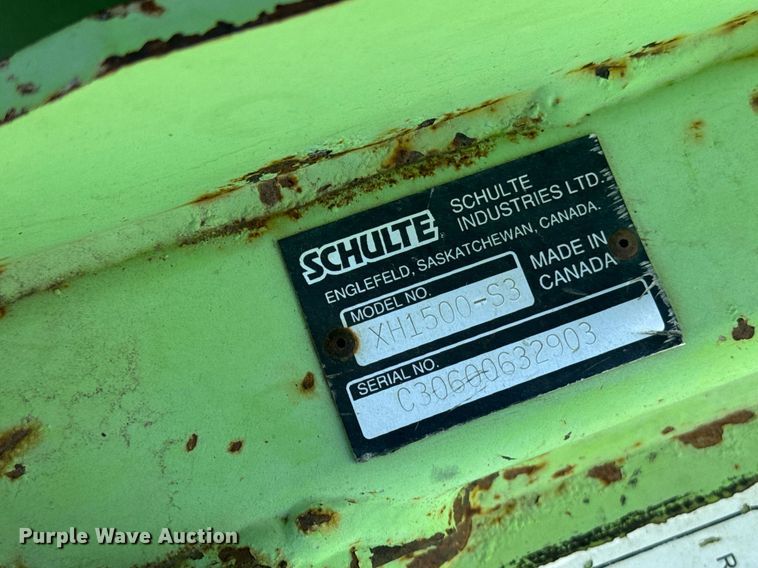 SCHULTE
SCHULTE
INDUSTRIES LTD.
ENGLEFELD, SASKATCHEWAN, CANADA.
MODEL NO.
XH1500-S3
MADE IN
CANADA
SERIAL NO.
C30600632903
R
Purple Wave Auction®